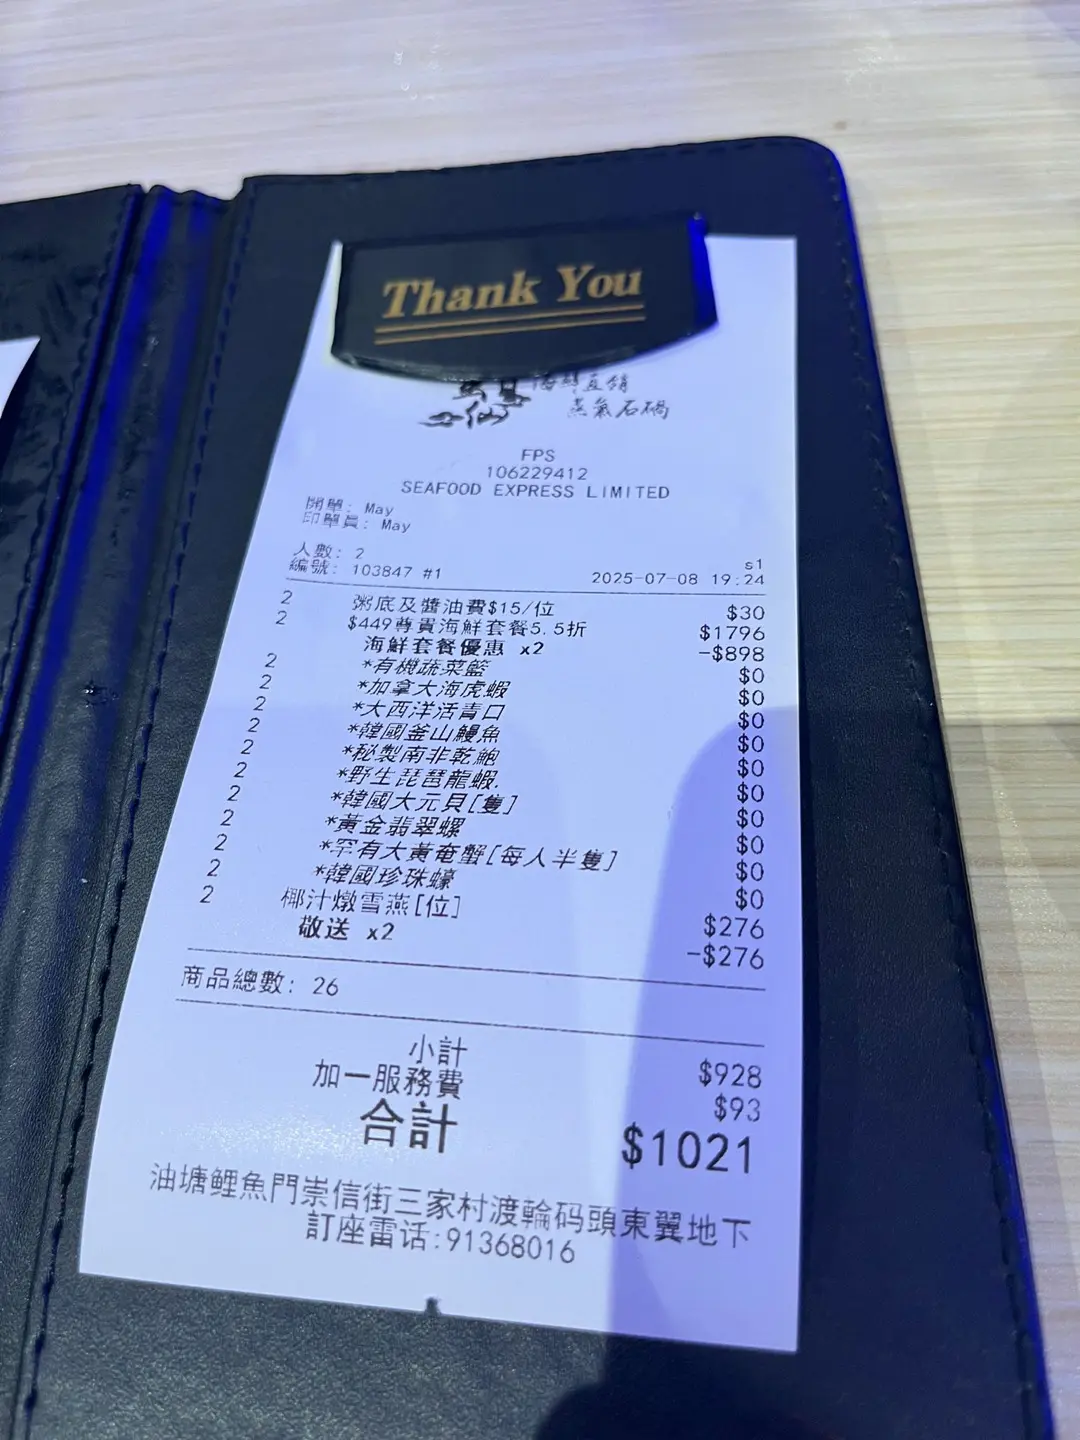 Thank You
仙
海鮮直銷
蒸氣石鍋
FPS
106229412
SEAFOOD EXPRESS LIMITED
開單: May
印單員: May
人數: 2
s1
編號: 103847 #1 2025-07-08 19:24
2 粥底及醬油費$15/位 $30
2 $449尊貴海鮮套餐5.5折 $1796
海鮮套餐優惠 x2 -$898
2 *有機蔬菜籃 $0
2 *加拿大海虎蝦 $0
2 *大西洋活青口 $0
2 *韓國釜山鰻魚 $0
2 *秘製南非乾鮑 $0
2 *野生琵琶龍蝦. $0
2 *韓國大元貝[隻] $0
2 *黃金翡翠螺 $0
2 *罕有大黃奄蟹[每人半隻] $0
2 *韓國珍珠蠔 $0
2 椰汁燉雪燕[位] $276
敬送 x2 -$276
商品總數: 26
小計 $928
加一服務費 $93
合計 $1021
油塘鯉魚門崇信街三家村渡輪码頭東翼地下
訂座電话:91368016